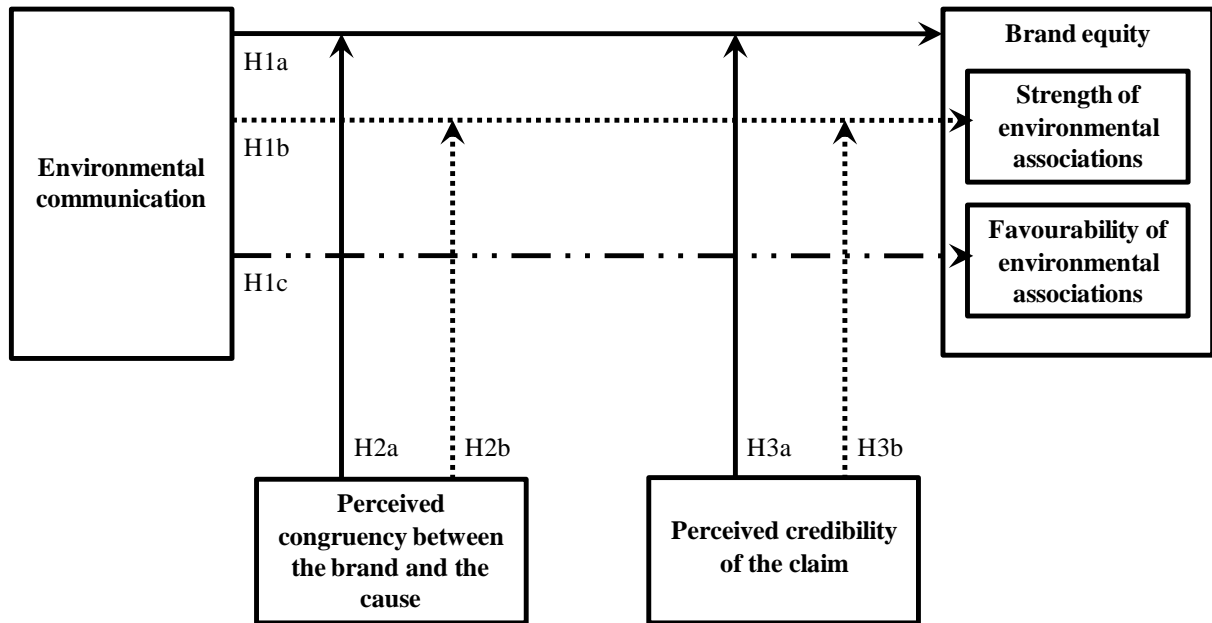 H1a
Brand equity
Strength of
environmental
associations
H1b
Environmental
communication
Favourability of
environmental
associations
H1c
H2a
H2b
H3a
H3b
Perceived
congruency between
the brand and the
cause
Perceived credibility
of the claim